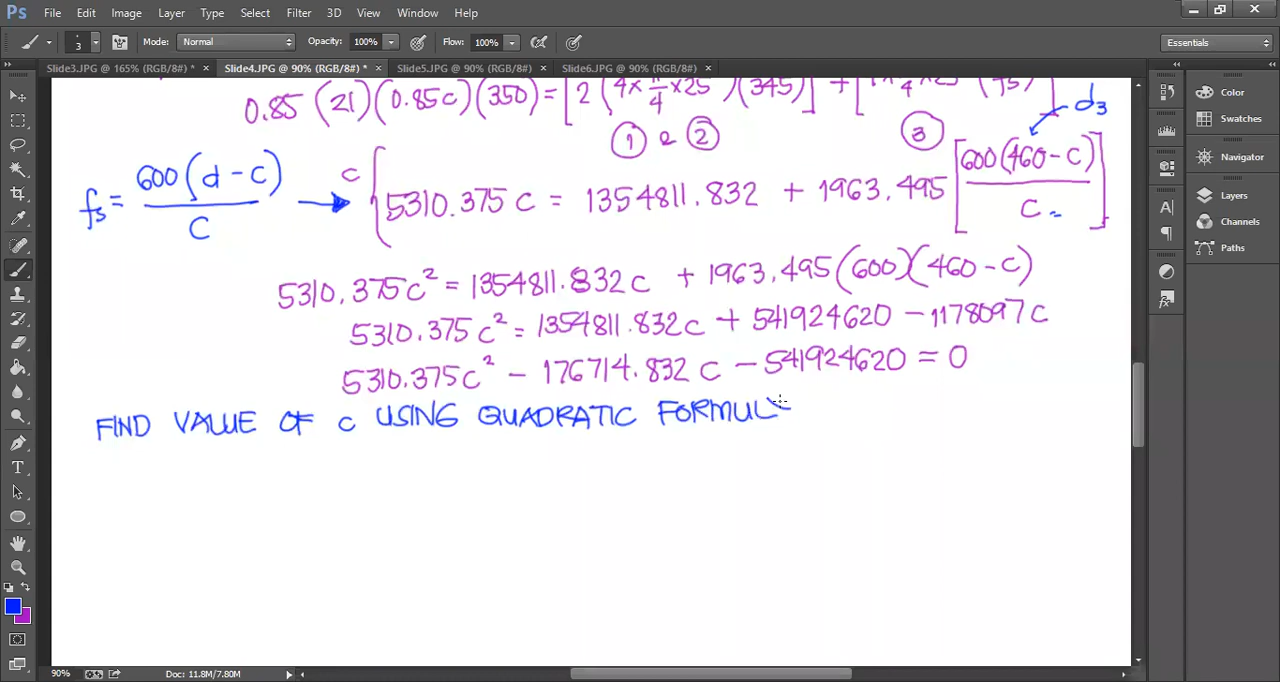 Ps File Edit Image Layer Type Select Filter 3D View Window Help
3 Mode: Normal Opacity: 100% Flow: 100% Essentials
Slide3.JPG @ 165% (RGB/8#) * × Slide4.JPG @ 90% (RGB/8#) * × Slide5.JPG @ 90% (RGB/8#) × Slide6.JPG @ 90% (RGB/8#) ×
0.85 (21)(0.85c)(350) = [2 (4×π/4×25²)(345)] +
d3
① & ② ③
fs = 600(d - c)/C → c { 5310.375 C = 1354811.832 + 1963.495 [600(460 - C)/C]
5310.375c² = 1354811.832 c + 1963.495(600)(460 - C)
5310.375 c² = 1354811.832c + 541924620 - 1178097c
5310.375c² - 176714.832 c - 541924620 = 0
FIND VALUE OF c USING QUADRATIC FORMUL
Color
Swatches
Navigator
Layers
Channels
Paths
90% Doc: 11.8M/7.80M